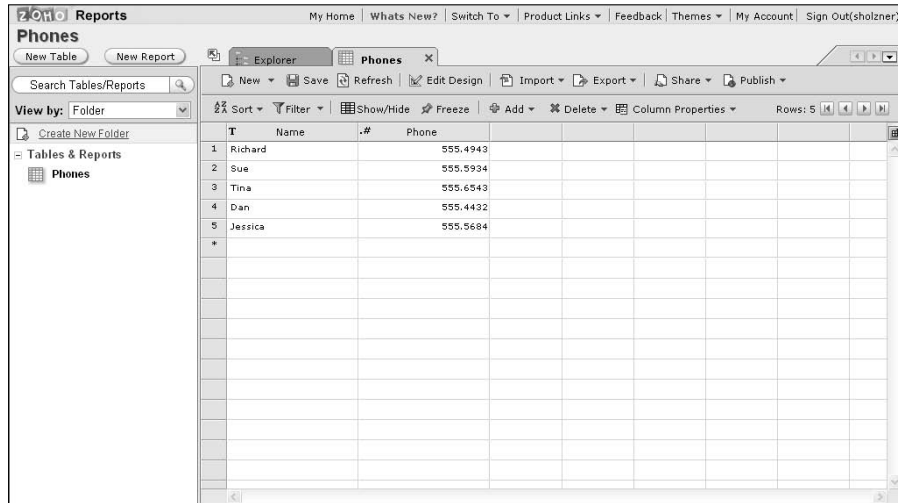 ZOHO Reports My Home | Whats New? | Switch To | Product Links | Feedback | Themes | My Account | Sign Out(sholzner)
Phones
New Table New Report
Explorer Phones ×
Search Tables/Reports
New Save Refresh | Edit Design | Import Export | Share Publish
View by: Folder
Sort Filter | Show/Hide Freeze | Add Delete Column Properties Rows: 5
Create New Folder
T Name .# Phone
Tables & Reports
Phones
1 Richard 555.4943
2 Sue 555.5934
3 Tina 555.6543
4 Dan 555.4432
5 Jessica 555.5684
*